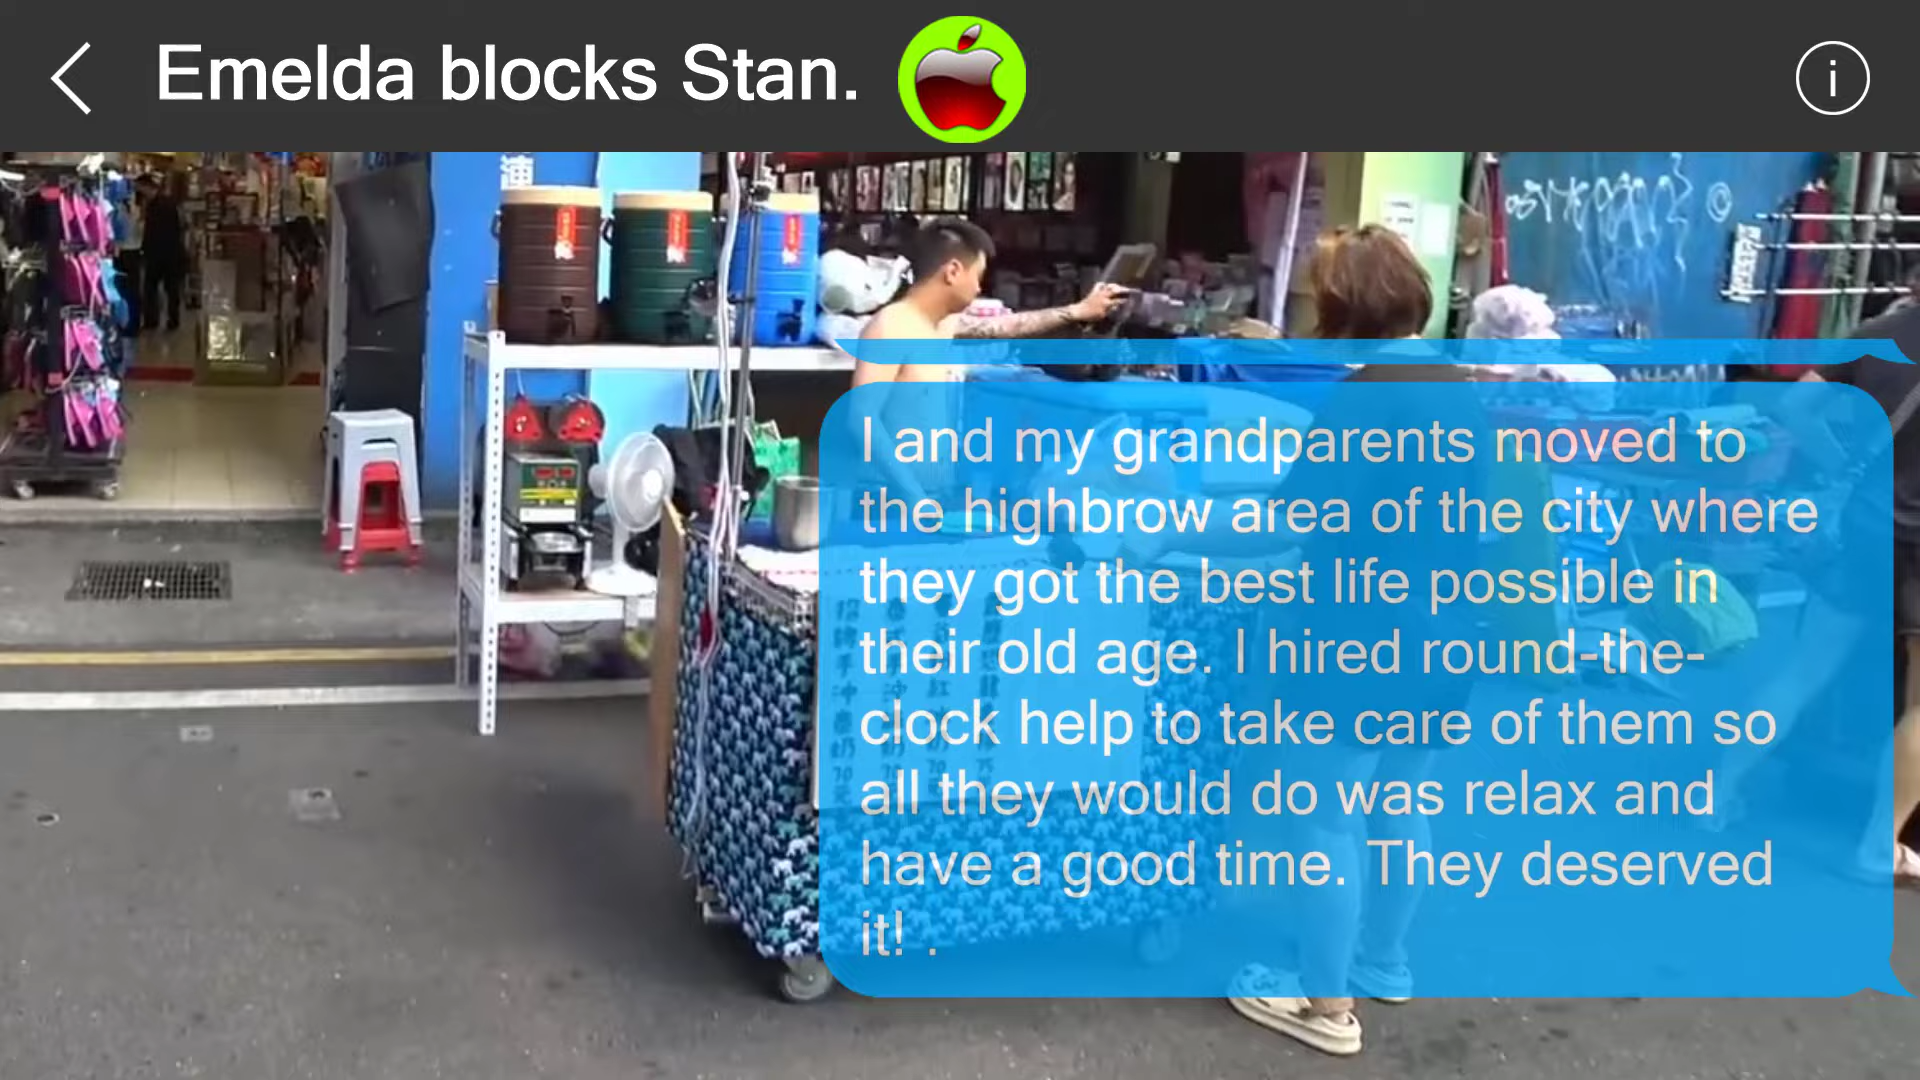 Emelda blocks Stan.
I and my grandparents moved to
the highbrow area of the city where
they got the best life possible in
their old age. I hired round-the-
clock help to take care of them so
all they would do was relax and
have a good time. They deserved
it! .